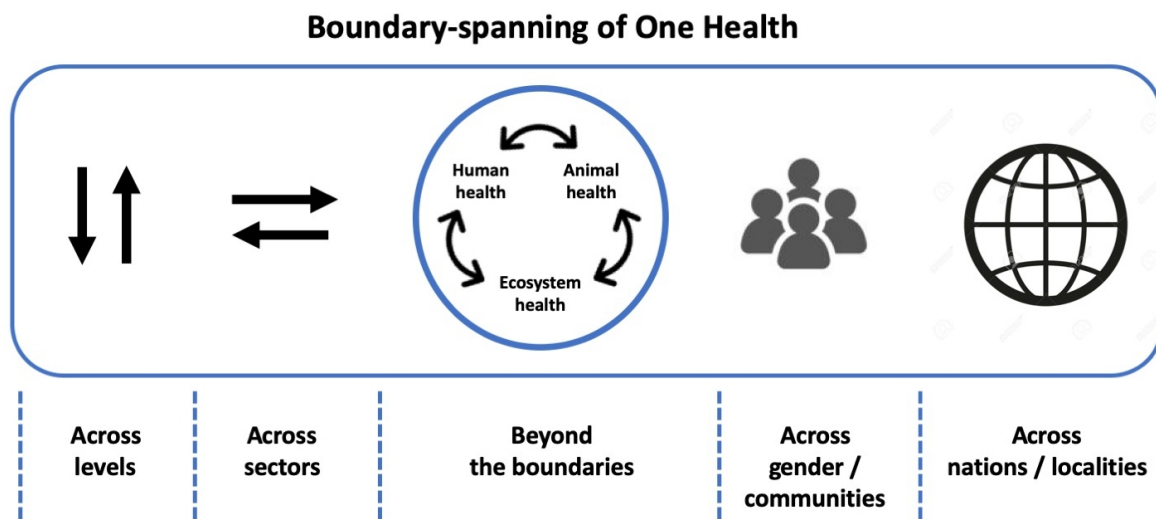 Boundary-spanning of One Health
Human
health
Animal
health
Ecosystem
health
Across
levels
Across
sectors
Beyond
the boundaries
Across
gender /
communities
Across
nations / localities